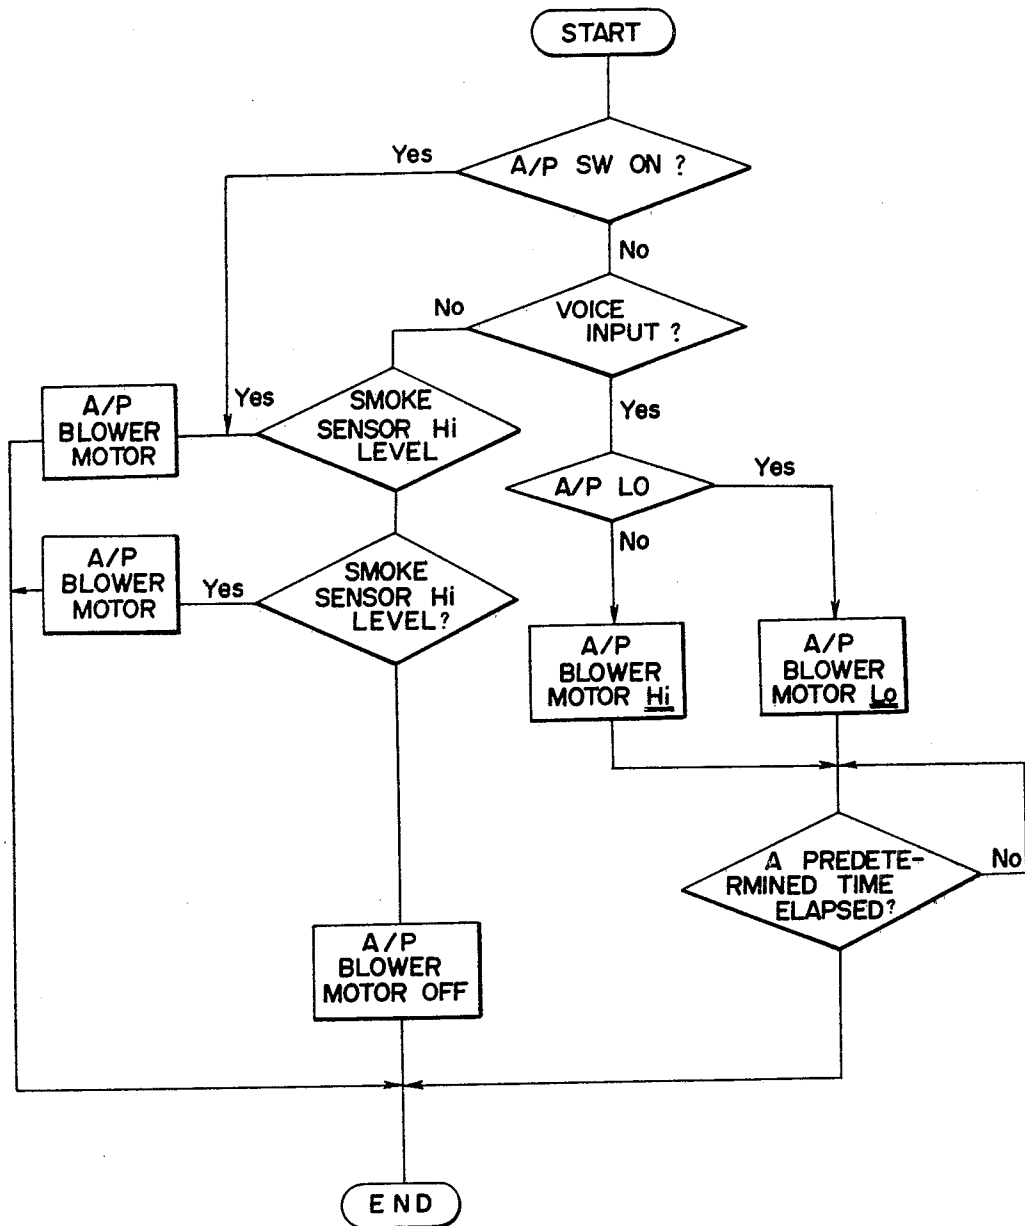 START
A/P SW ON ?
Yes
No
VOICE
INPUT ?
No
Yes
SMOKE
SENSOR Hi
LEVEL
Yes
A/P
BLOWER
MOTOR
A/P LO
Yes
No
SMOKE
SENSOR Hi
LEVEL?
Yes
A/P
BLOWER
MOTOR
A/P
BLOWER
MOTOR Hi
A/P
BLOWER
MOTOR Lo
A PREDETE-
RMINED TIME
ELAPSED?
No
A/P
BLOWER
MOTOR OFF
END